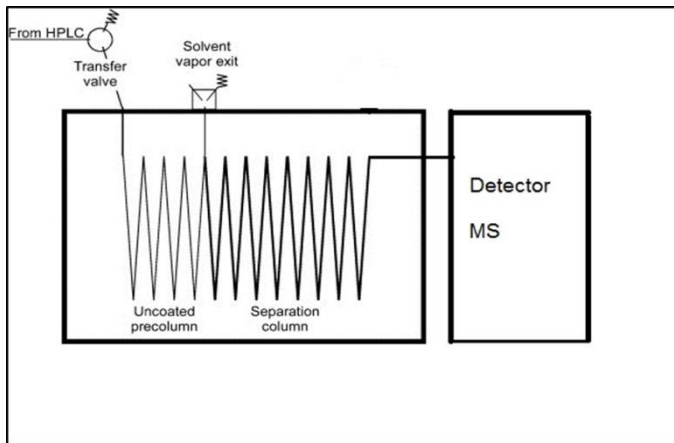 From HPLC
Transfer
valve
Solvent
vapor exit
Detector
MS
Uncoated
precolumn
Separation
column